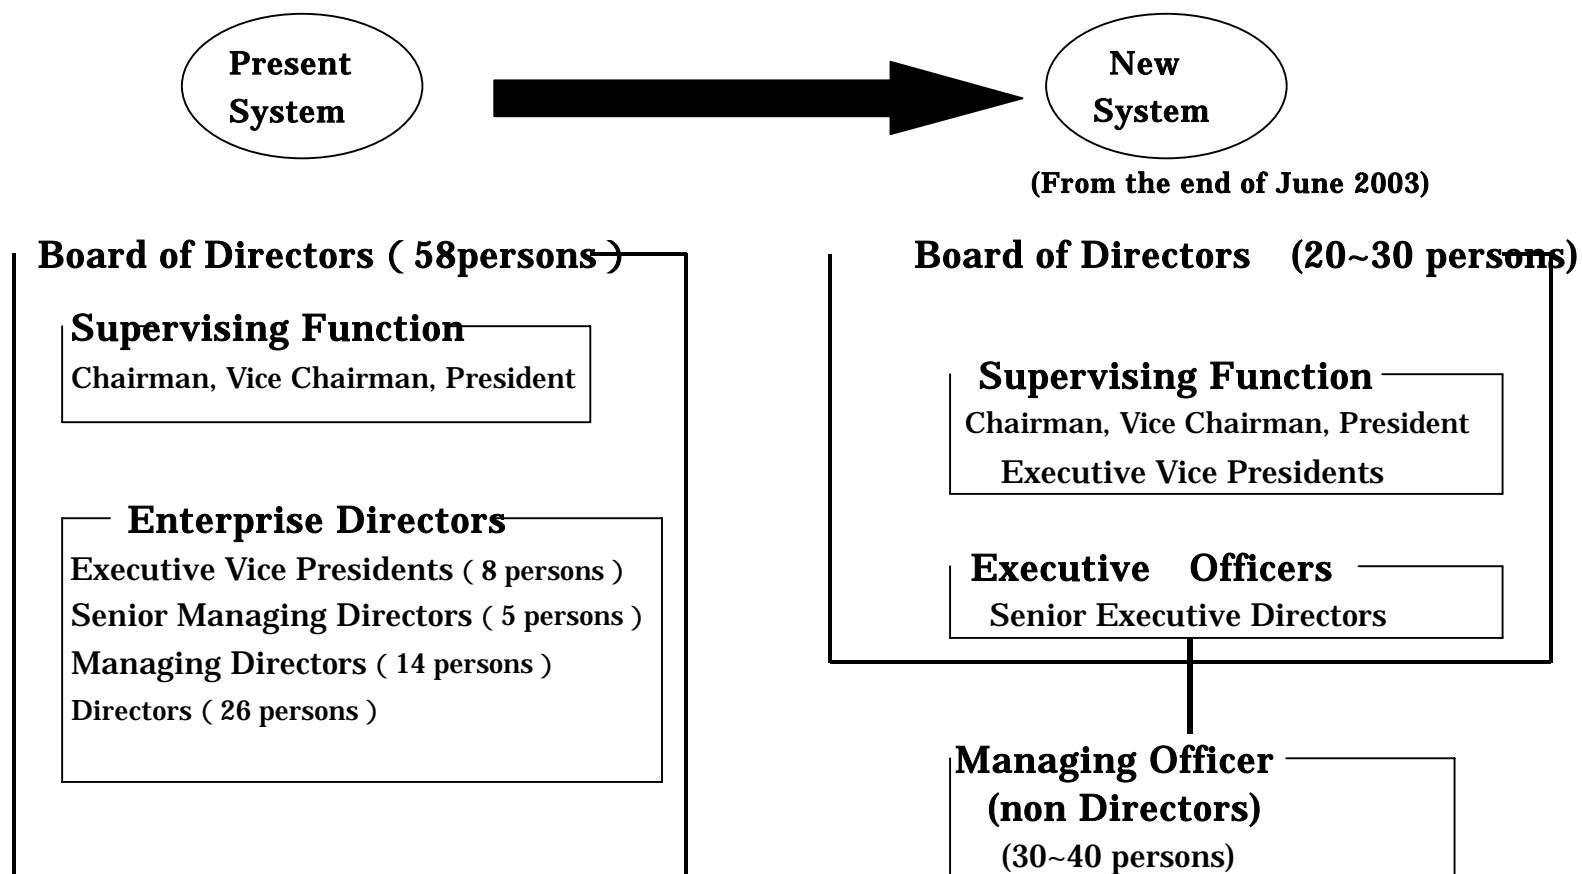 Present
System
New
System
(From the end of June 2003)
Board of Directors ( 58persons )
Supervising Function
Chairman, Vice Chairman, President
Enterprise Directors
Executive Vice Presidents ( 8 persons )
Senior Managing Directors ( 5 persons )
Managing Directors ( 14 persons )
Directors ( 26 persons )
Board of Directors (20~30 persons)
Supervising Function
Chairman, Vice Chairman, President
Executive Vice Presidents
Executive Officers
Senior Executive Directors
Managing Officer
(non Directors)
(30~40 persons)